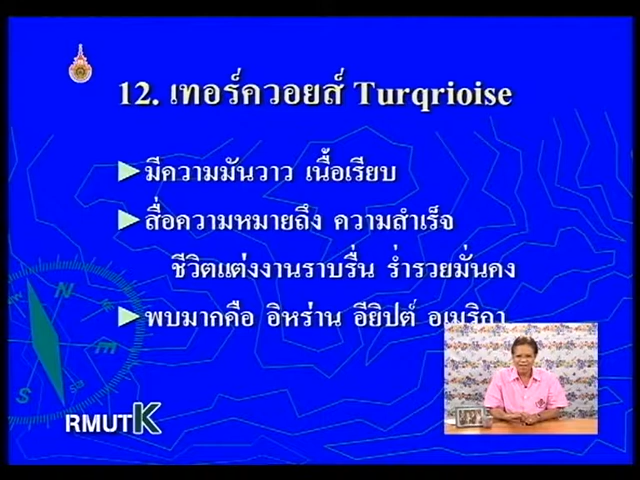 12. เทอร์ควอยส์ Turqrioise
มีความมันวาว เนื้อเรียบ
สื่อความหมายถึง ความสำเร็จ
ชีวิตแต่งงานราบรื่น ร่ำรวยมั่นคง
พบมากคือ อิหร่าน อียิปต์ อเมริกา
N
NE
E
SE
S
RMUTK